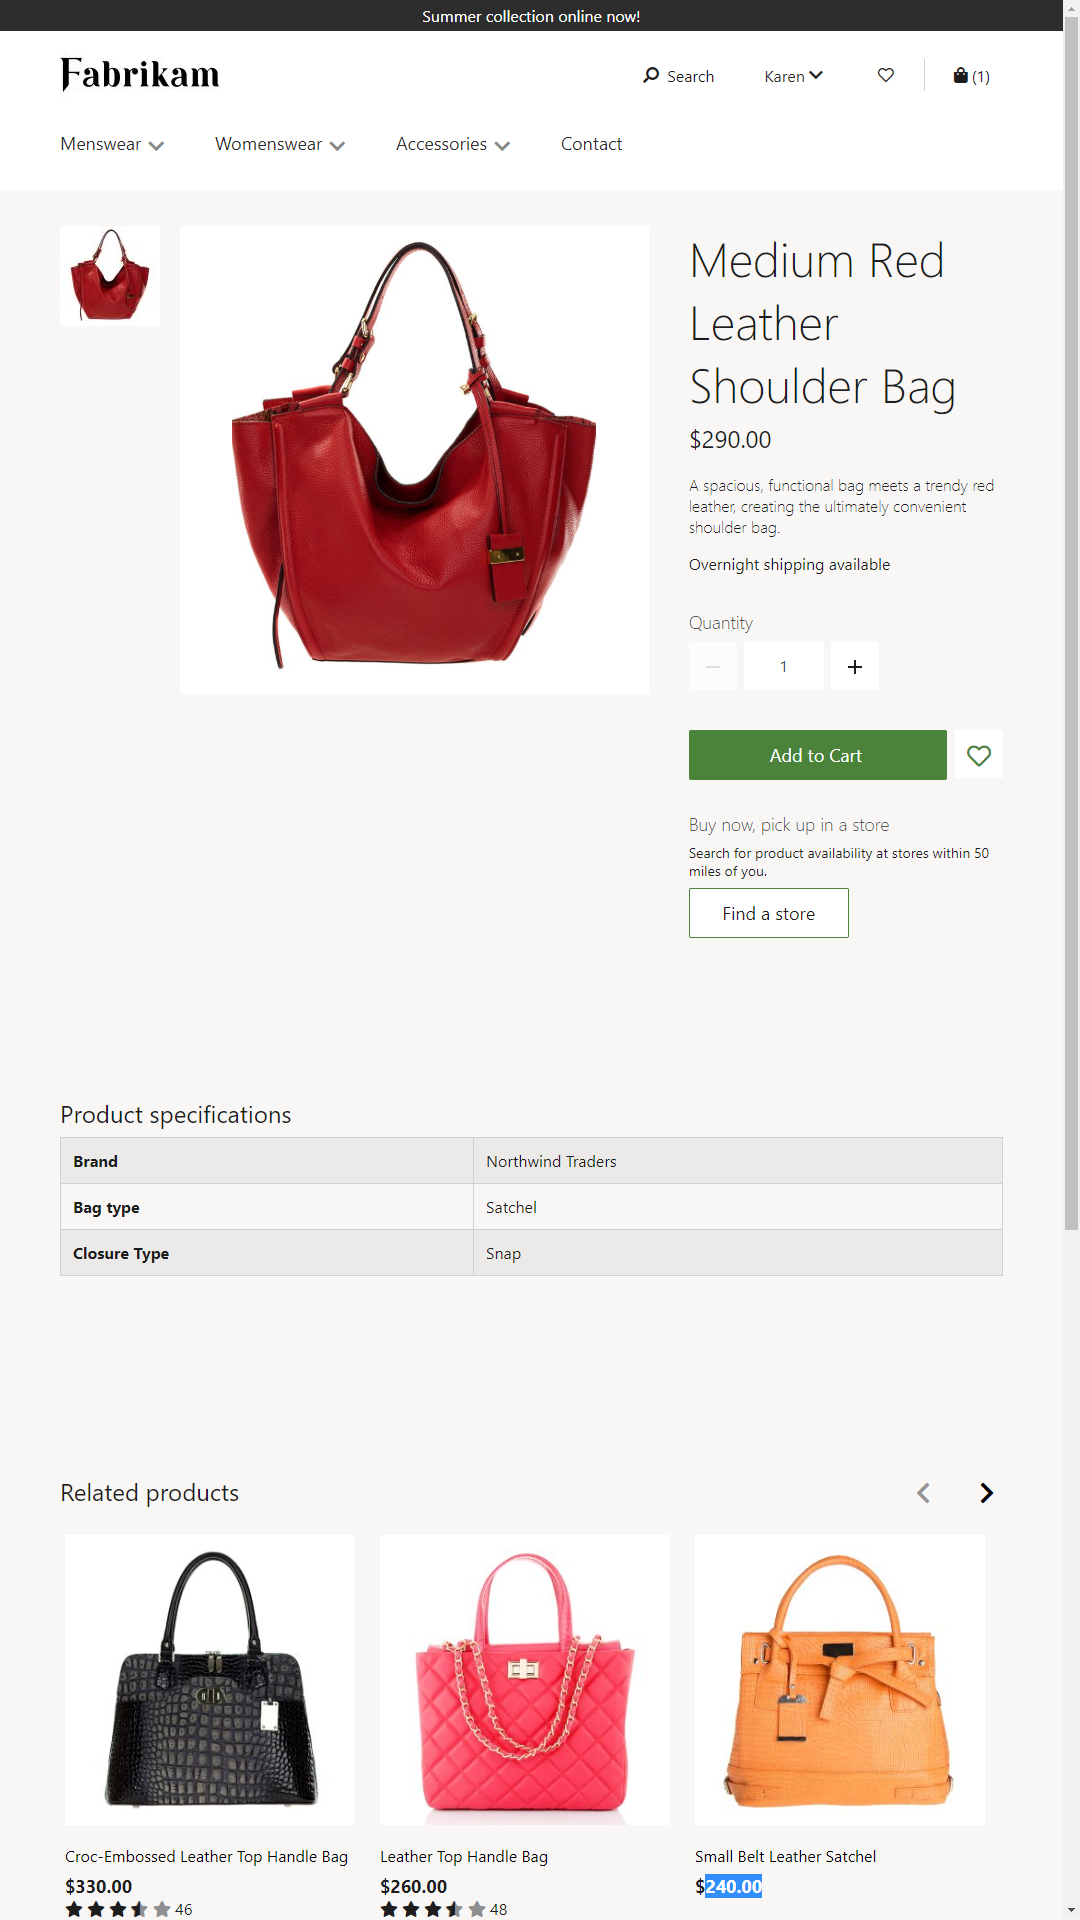 Summer collection online now!
Fabrikam
Search
Karen
(1)
Menswear
Womenswear
Accessories
Contact
Medium Red
Leather
Shoulder Bag
$290.00
A spacious, functional bag meets a trendy red
leather, creating the ultimately convenient
shoulder bag.
Overnight shipping available
Quantity
1
Add to Cart
Buy now, pick up in a store
Search for product availability at stores within 50
miles of you.
Find a store
Product specifications
Brand Northwind Traders
Bag type Satchel
Closure Type Snap
Related products
Croc-Embossed Leather Top Handle Bag
$330.00
46
Leather Top Handle Bag
$260.00
48
Small Belt Leather Satchel
$240.00